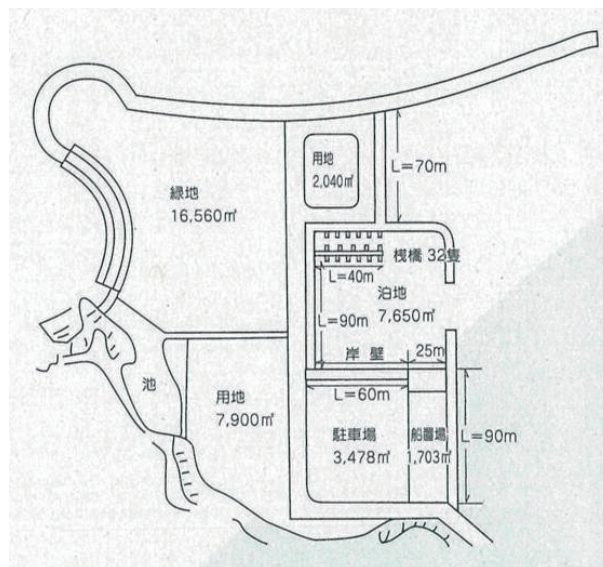 緑地
16,560㎡
用地
2,040㎡
L=70m
桟橋 32隻
L=40m
泊地
7,650㎡
L=90m
岸 壁
25m
L=60m
池
用地
7,900㎡
駐車場
3,478㎡
船置場
1,703㎡
L=90m